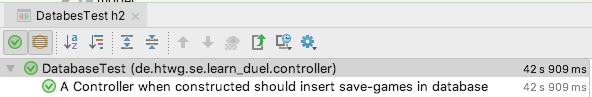 DatabesTest h2
DatabaseTest (de.htwg.se.learn_duel.controller) 42 s 909 ms
A Controller when constructed should insert save-games in database 42 s 909 ms